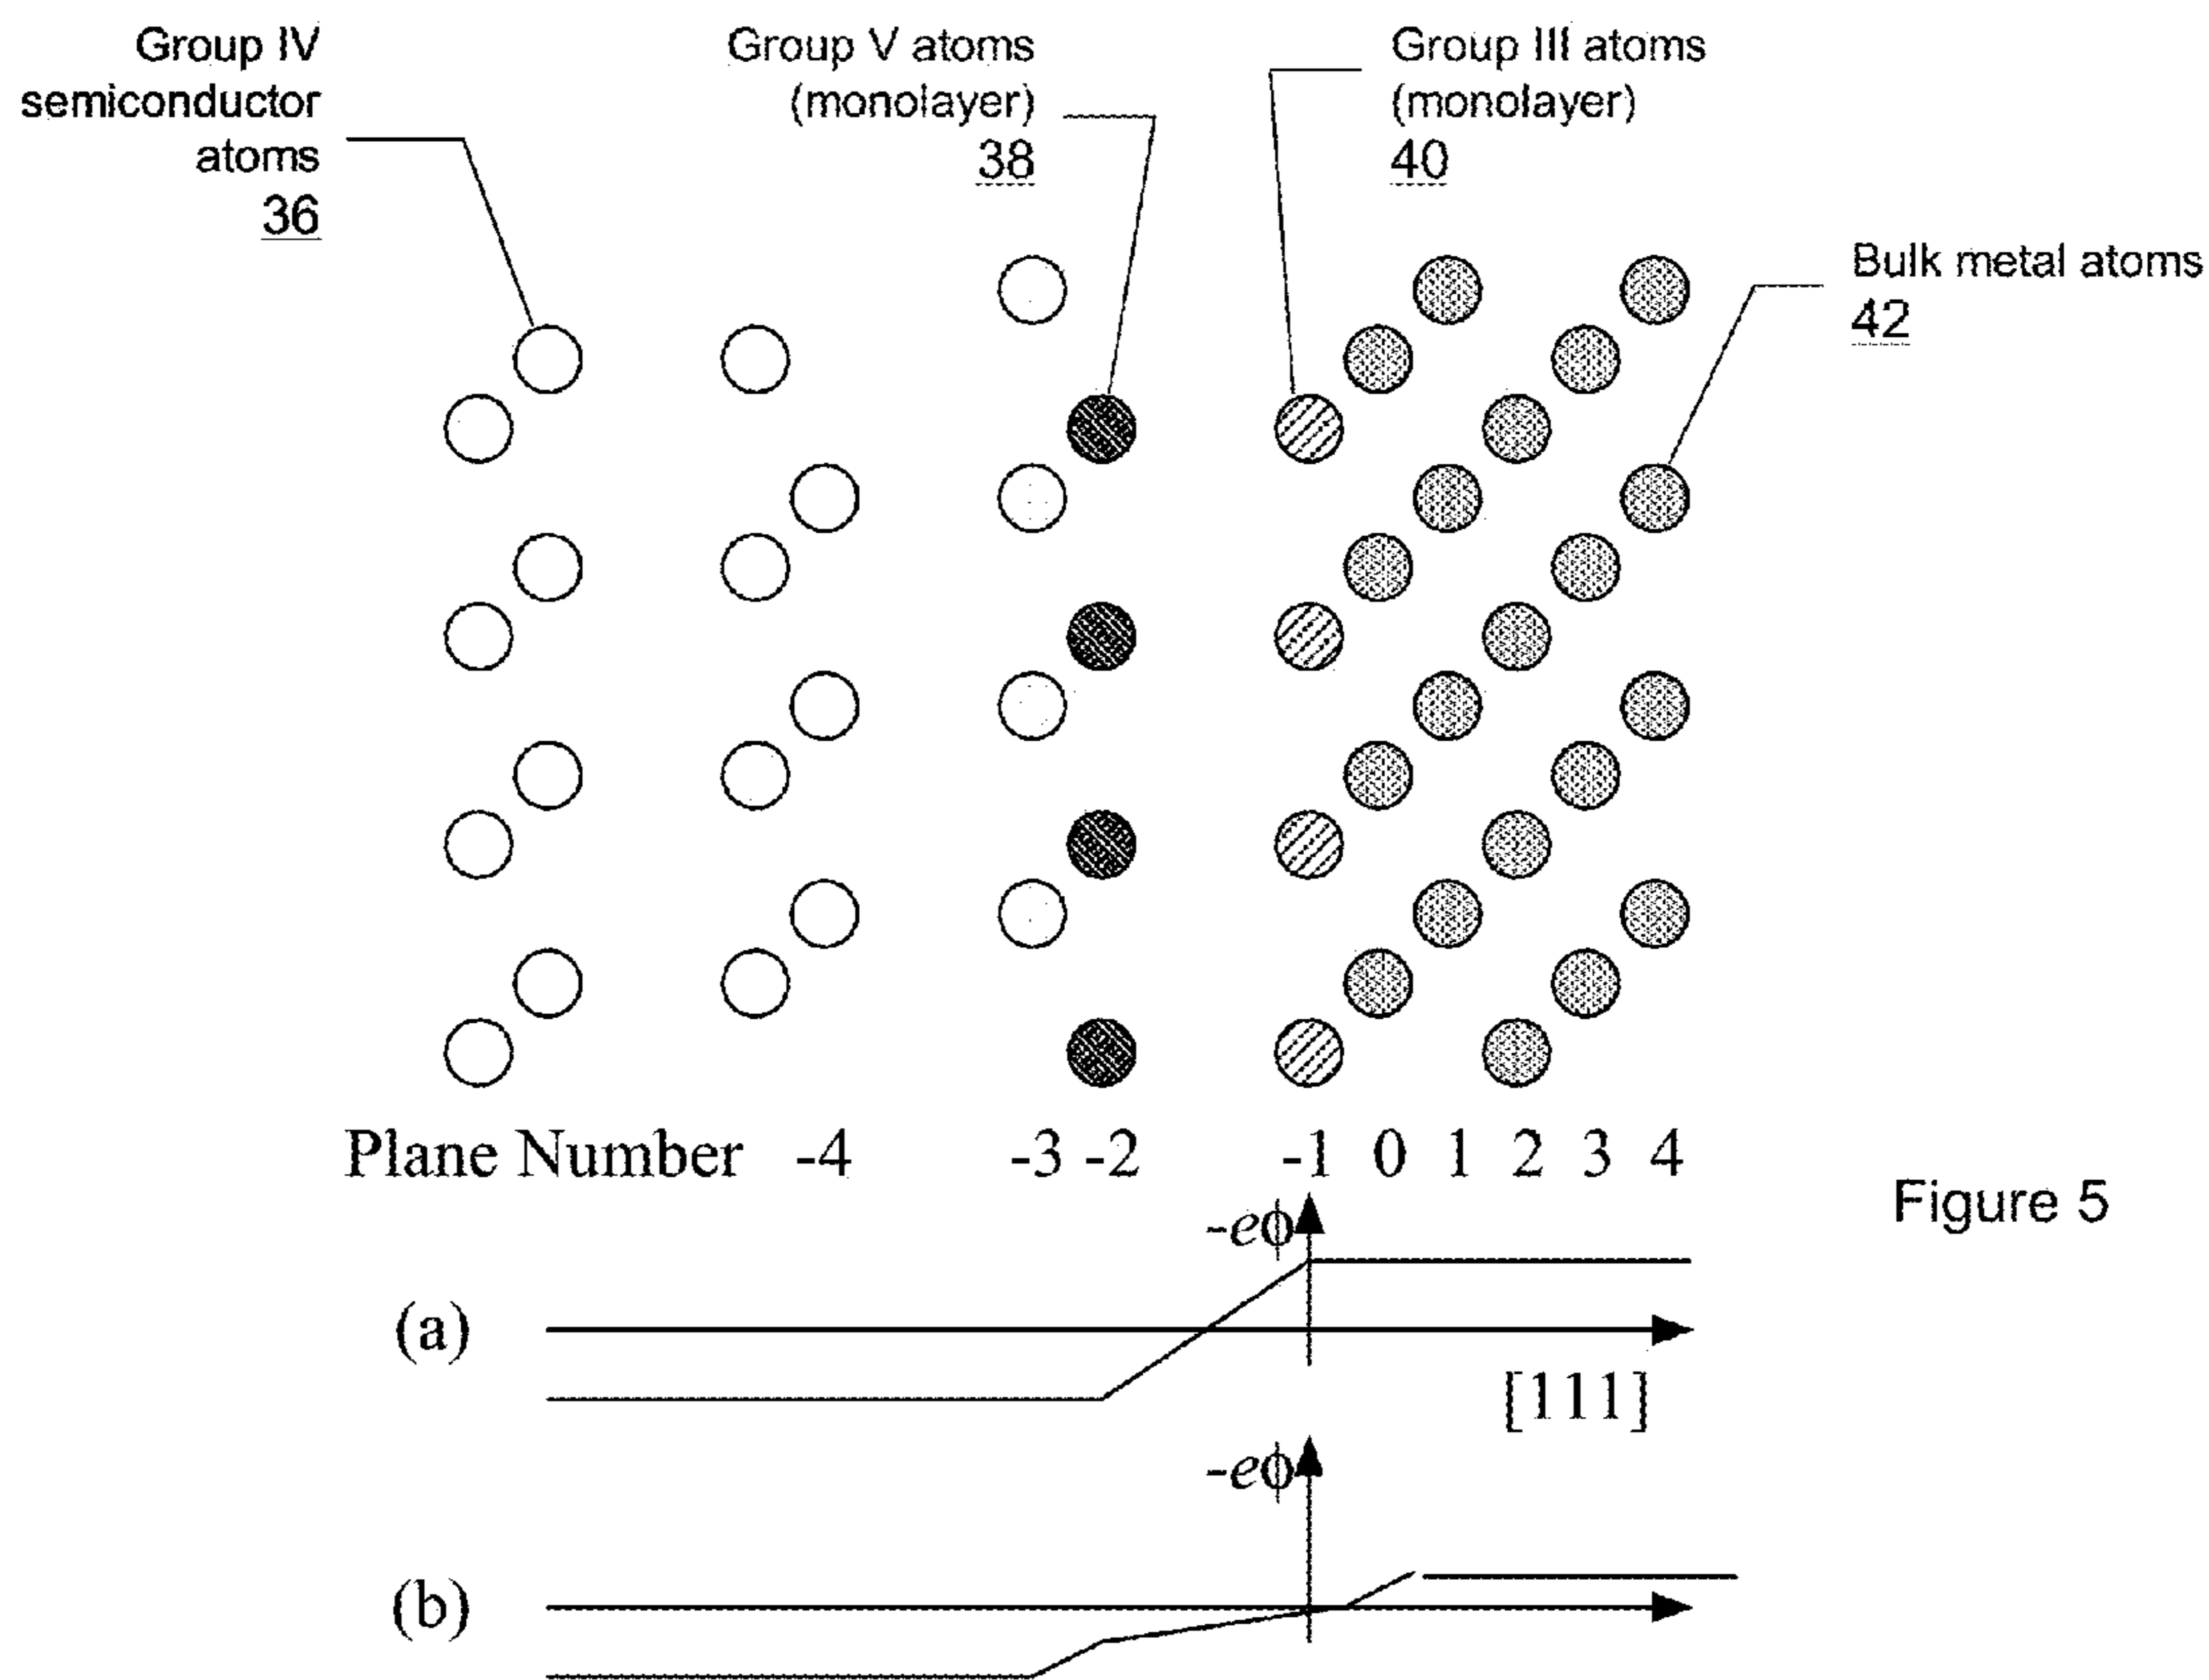 Group IV
semiconductor
atoms
36
Group V atoms
(monolayer)
38
Group III atoms
(monolayer)
40
Bulk metal atoms
42
Plane Number -4 -3 -2 -1 0 1 2 3 4
Figure 5
-eϕ
(a)
[111]
-eϕ
(b)